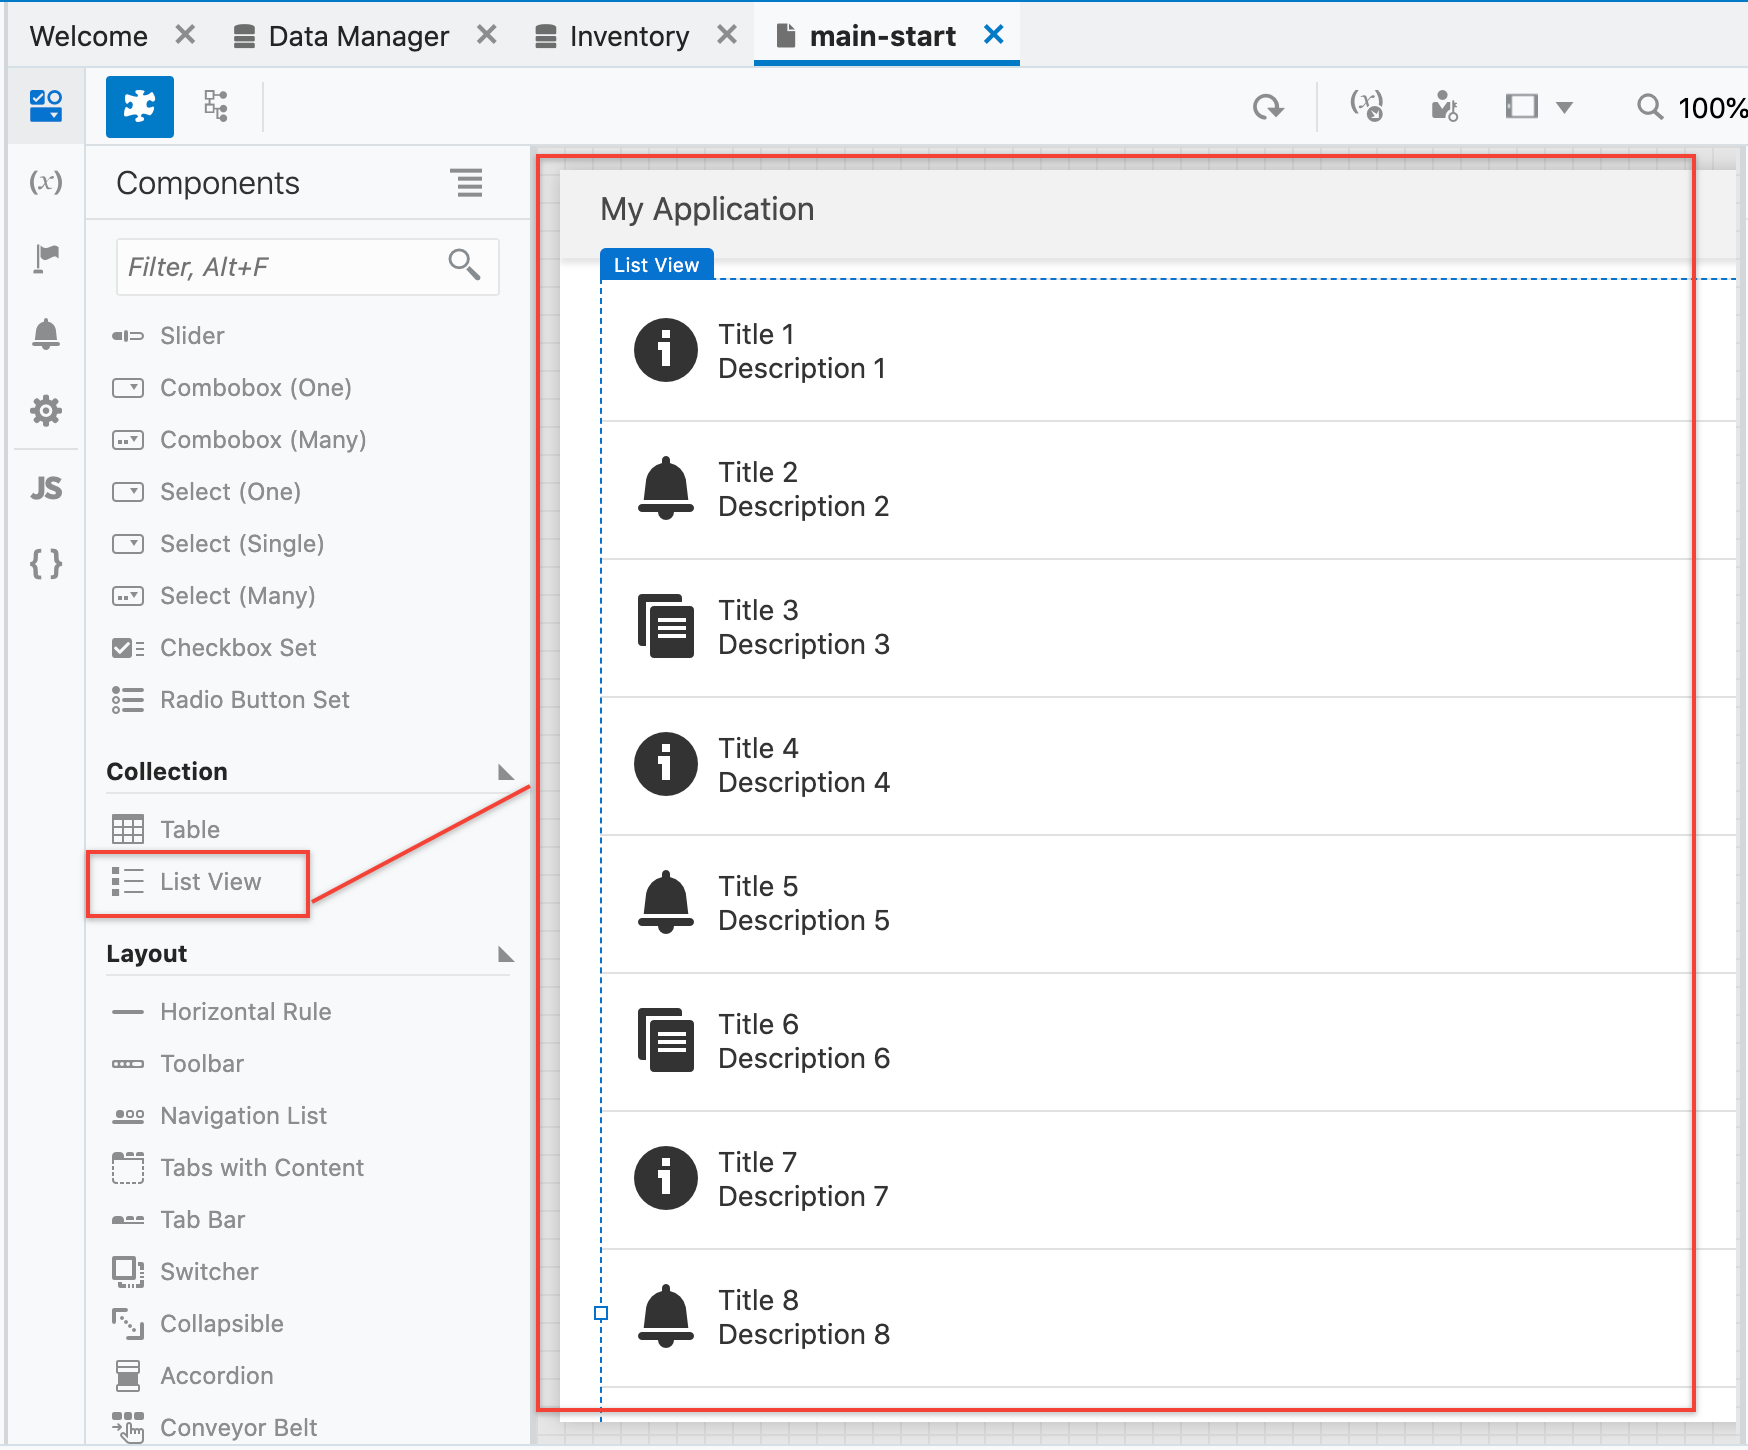 Welcome
Data Manager
Inventory
main-start
100%
(x)
Components
(x)
My Application
Filter, Alt+F
List View
Slider
Combobox (One)
Combobox (Many)
Select (One)
Select (Single)
Select (Many)
Checkbox Set
Radio Button Set
Collection
Table
List View
Layout
Horizontal Rule
Toolbar
Navigation List
Tabs with Content
Tab Bar
Switcher
Collapsible
Accordion
Conveyor Belt
JS
{ }
Title 1
Description 1
Title 2
Description 2
Title 3
Description 3
Title 4
Description 4
Title 5
Description 5
Title 6
Description 6
Title 7
Description 7
Title 8
Description 8